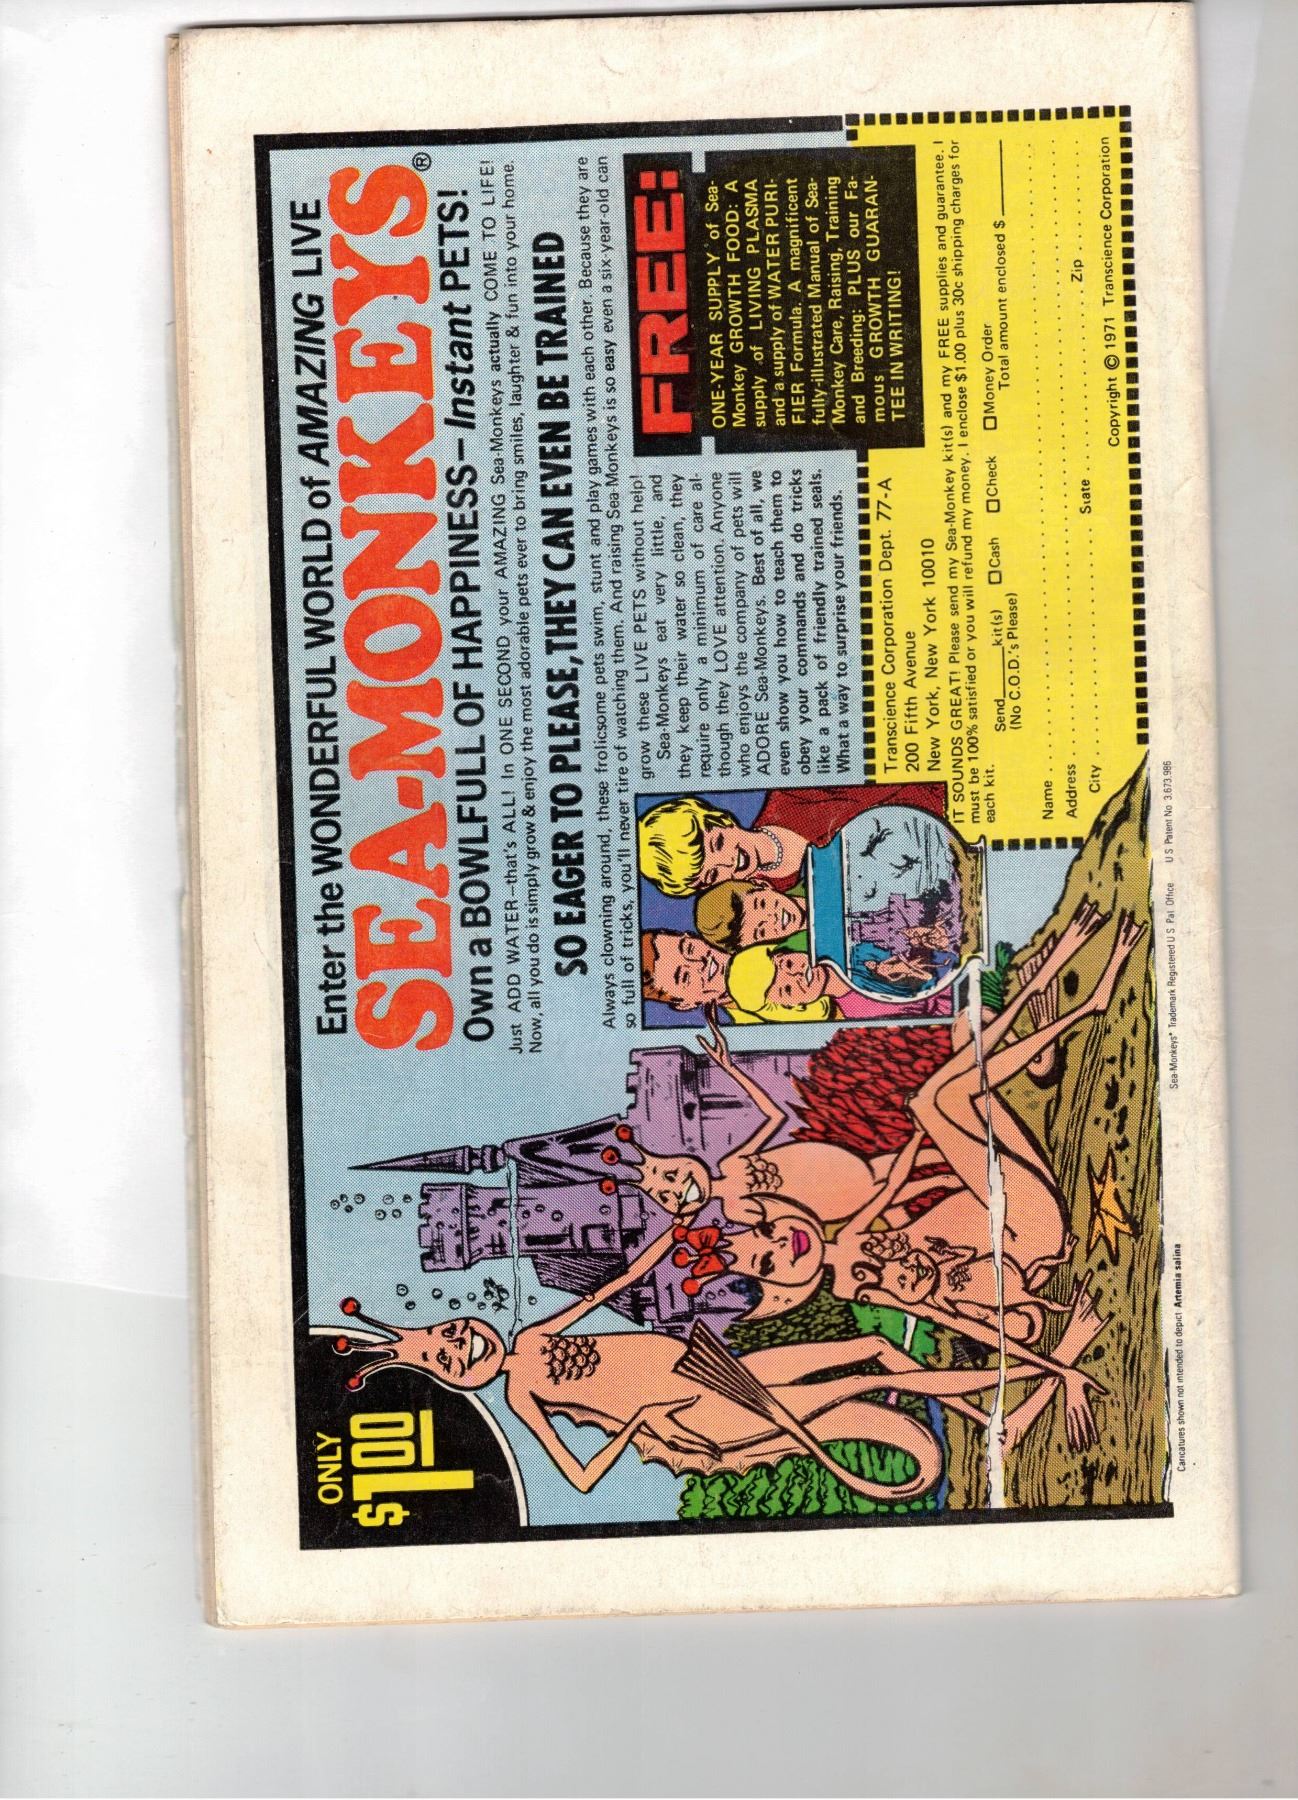 ONLY
$1.00
Enter the WONDERFUL WORLD of AMAZING LIVE
SEA-MONKEYS®
Own a BOWLFULL OF HAPPINESS–Instant PETS!
Just ADD WATER–that's ALL! In ONE SECOND your AMAZING Sea-Monkeys actually COME TO LIFE!
Now, all you do is simply grow & enjoy the most adorable pets ever to bring smiles, laughter & fun into your home.
SO EAGER TO PLEASE, THEY CAN EVEN BE TRAINED
Always clowning around, these frolicsome pets swim, stunt and play games with each other. Because they are
so full of tricks, you'll never tire of watching them. And raising Sea-Monkeys is so easy even a six-year-old can
grow these LIVE PETS without help!
Sea-Monkeys eat very little, and
they keep their water so clean, they
require only a minimum of care al-
though they LOVE attention. Anyone
who enjoys the company of pets will
ADORE Sea-Monkeys. Best of all, we
even show you how to teach them to
obey your commands and do tricks
like a pack of friendly trained seals.
What a way to surprise your friends.
FREE:
ONE-YEAR SUPPLY of Sea-
Monkey GROWTH FOOD: A
supply of LIVING PLASMA
and a supply of WATER PURI-
FIER Formula. A magnificent
fully-illustrated Manual of Sea-
Monkey Care, Raising, Training
and Breeding; PLUS our Fa-
mous GROWTH GUARAN-
TEE IN WRITING!
Transcience Corporation Dept. 77-A
200 Fifth Avenue
New York, New York 10010
IT SOUNDS GREAT! Please send my Sea-Monkey kit(s) and my FREE supplies and guarantee. I
must be 100% satisfied or you will refund my money. I enclose $1.00 plus 30c shipping charges for
each kit.
Send____kit(s) □ Cash □ Check □ Money Order
(No C.O.D.'s Please) Total amount enclosed $ ______
Name
Address
City State Zip
Copyright © 1971 Transcience Corporation
Caricatures shown not intended to depict Artemia salina
Sea-Monkeys® Trademark Registered U.S. Pat Office US Patent No 3,673,986